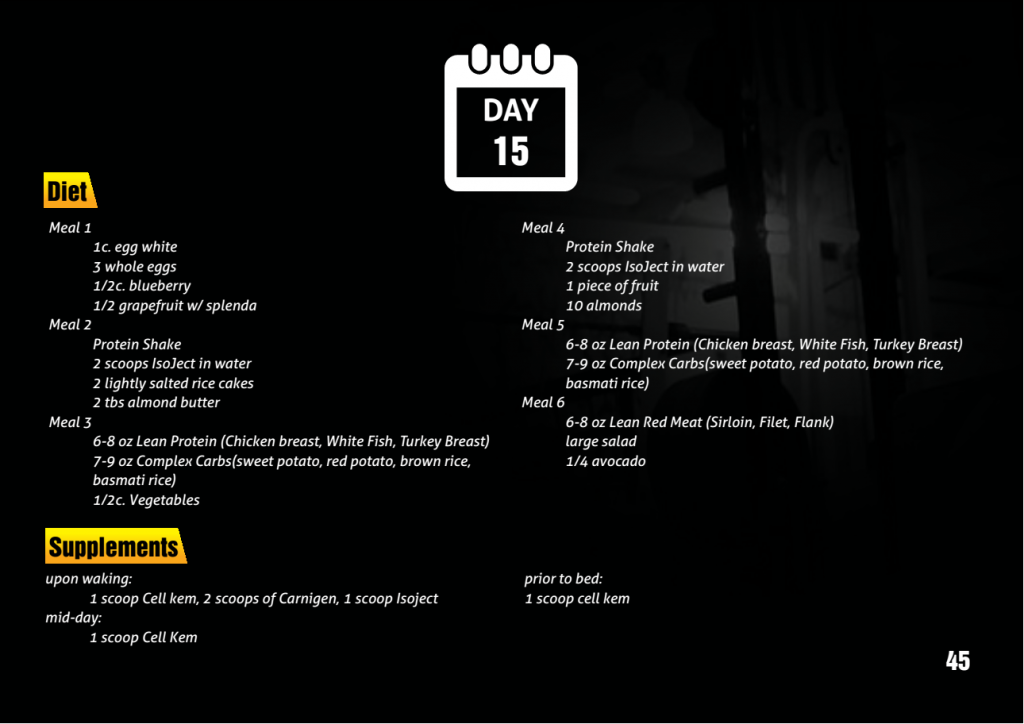 DAY
15
Diet
Meal 1
1c. egg white
3 whole eggs
1/2c. blueberry
1/2 grapefruit w/ splenda
Meal 2
Protein Shake
2 scoops IsoJect in water
2 lightly salted rice cakes
2 tbs almond butter
Meal 3
6-8 oz Lean Protein (Chicken breast, White Fish, Turkey Breast)
7-9 oz Complex Carbs(sweet potato, red potato, brown rice,
basmati rice)
1/2c. Vegetables
Meal 4
Protein Shake
2 scoops IsoJect in water
1 piece of fruit
10 almonds
Meal 5
6-8 oz Lean Protein (Chicken breast, White Fish, Turkey Breast)
7-9 oz Complex Carbs(sweet potato, red potato, brown rice,
basmati rice)
Meal 6
6-8 oz Lean Red Meat (Sirloin, Filet, Flank)
large salad
1/4 avocado
Supplements
upon waking:
1 scoop Cell kem, 2 scoops of Carnigen, 1 scoop Isoject
mid-day:
1 scoop Cell Kem
prior to bed:
1 scoop cell kem
45